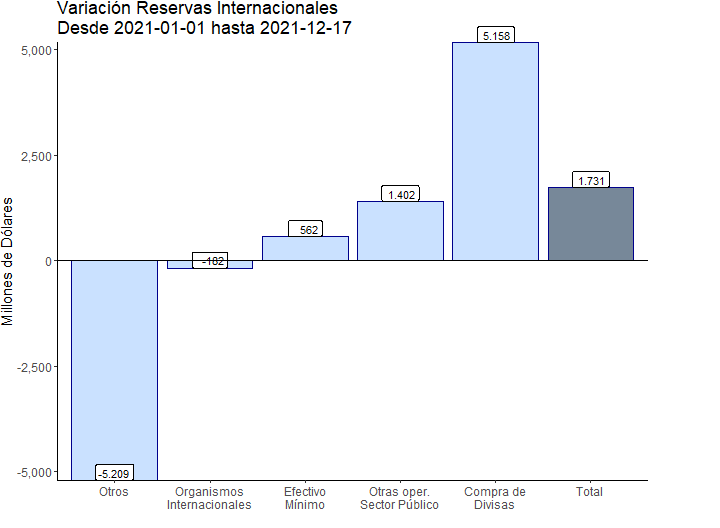 Variación Reservas Internacionales
Desde 2021-01-01 hasta 2021-12-17
Millones de Dólares
5,000
2,500
0
-2,500
-5,000
-5.209
-182
562
1.402
5.158
1.731
Otros
Organismos
Internacionales
Efectivo
Mínimo
Otras oper.
Sector Público
Compra de
Divisas
Total